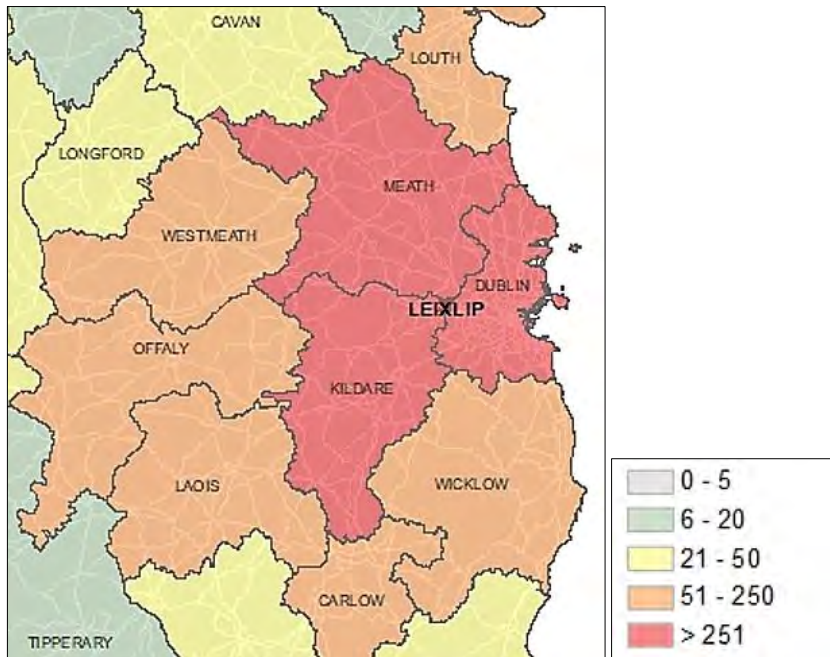 CAVAN
LOUTH
LONGFORD
MEATH
WESTMEATH
DUBLIN
LEIXLIP
OFFALY
KILDARE
LAOIS
WICKLOW
CARLOW
TIPPERARY
0 - 5
6 - 20
21 - 50
51 - 250
> 251